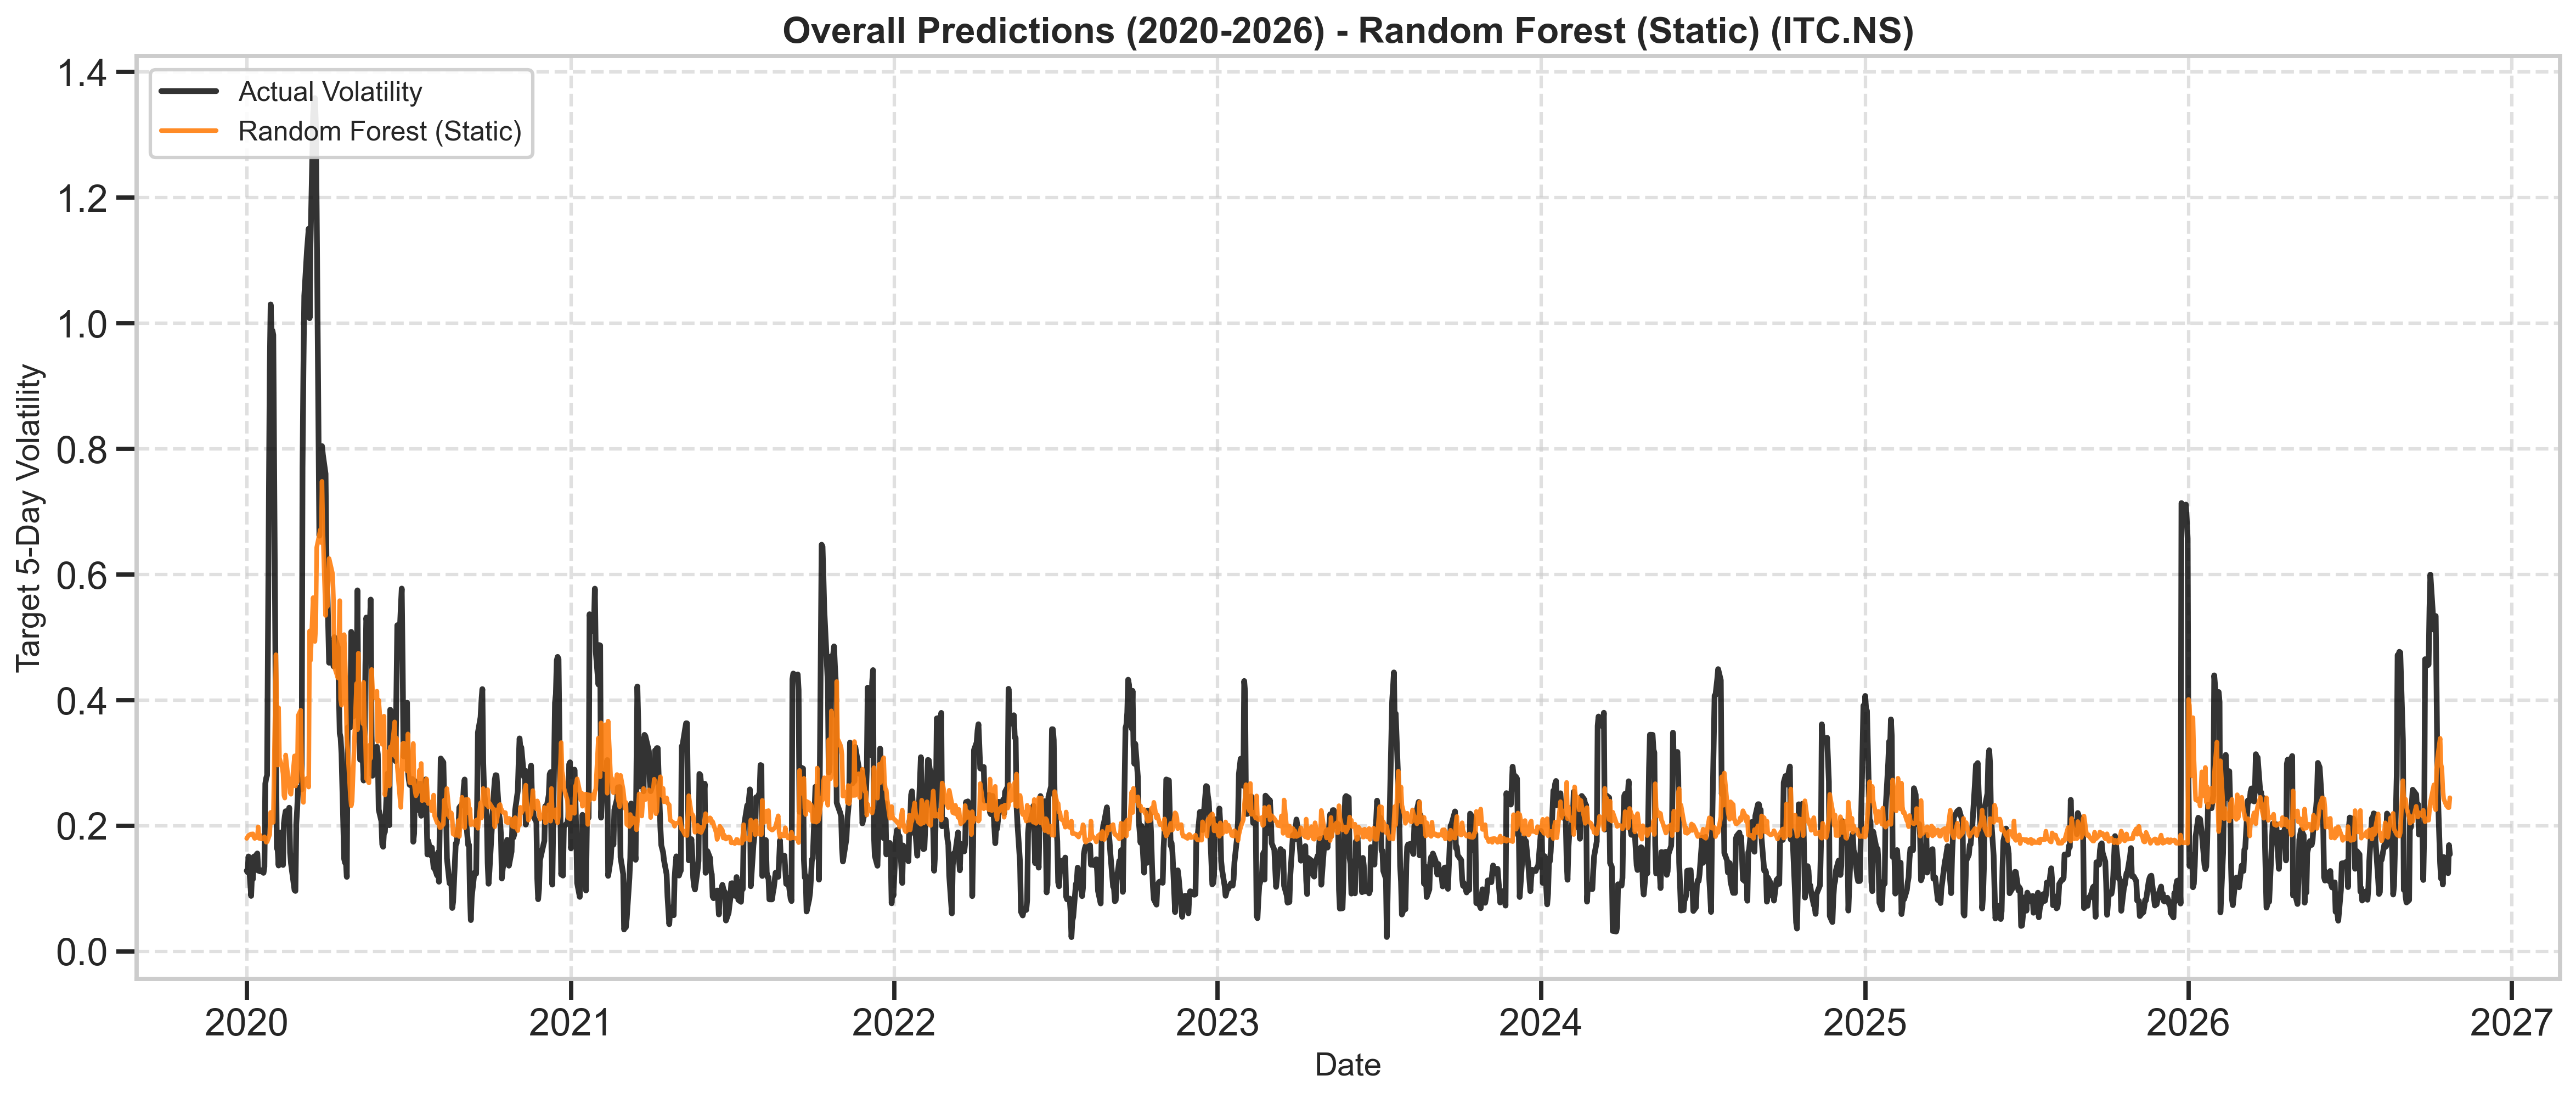 Overall Predictions (2020-2026) - Random Forest (Static) (ITC.NS)
Actual Volatility
Random Forest (Static)
Target 5-Day Volatility
1.4
1.2
1.0
0.8
0.6
0.4
0.2
0.0
2020 2021 2022 2023 2024 2025 2026 2027
Date